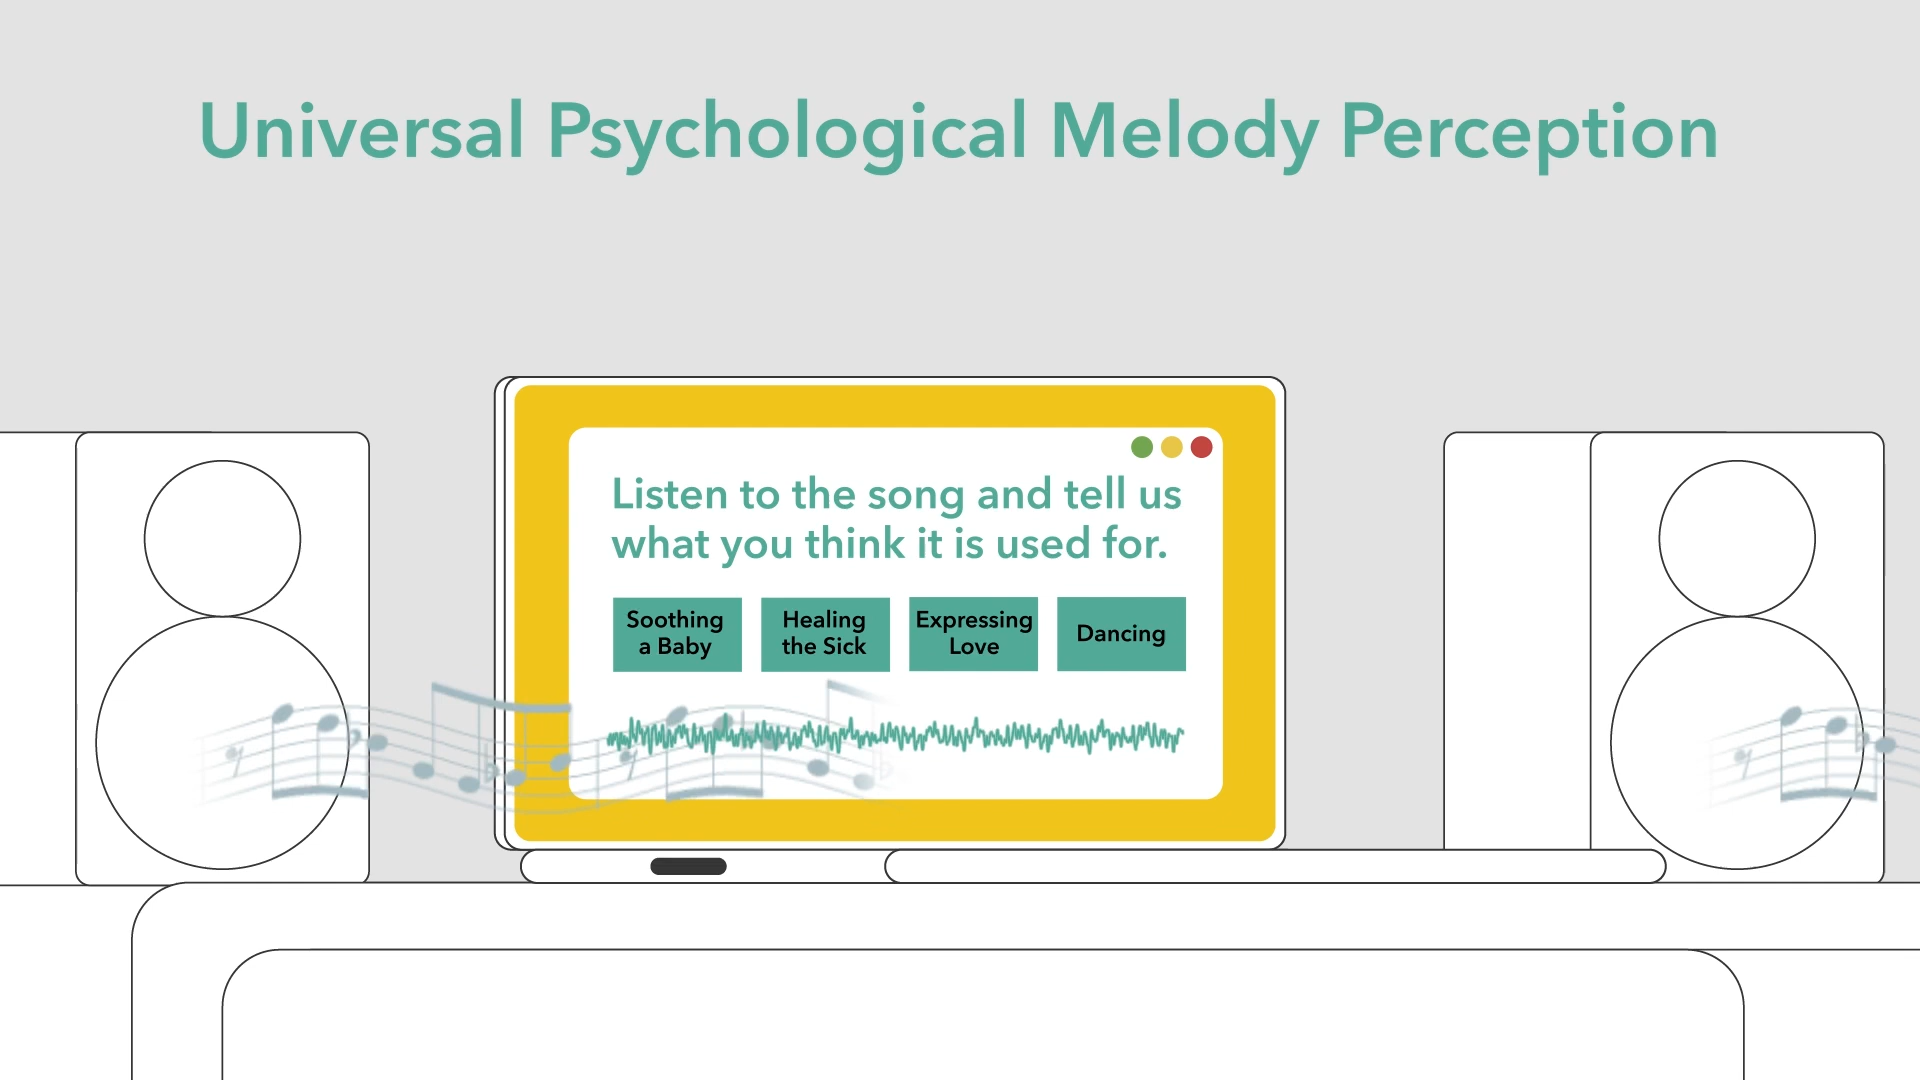 Universal Psychological Melody Perception
Listen to the song and tell us
what you think it is used for.
Soothing
a Baby
Healing
the Sick
Expressing
Love
Dancing